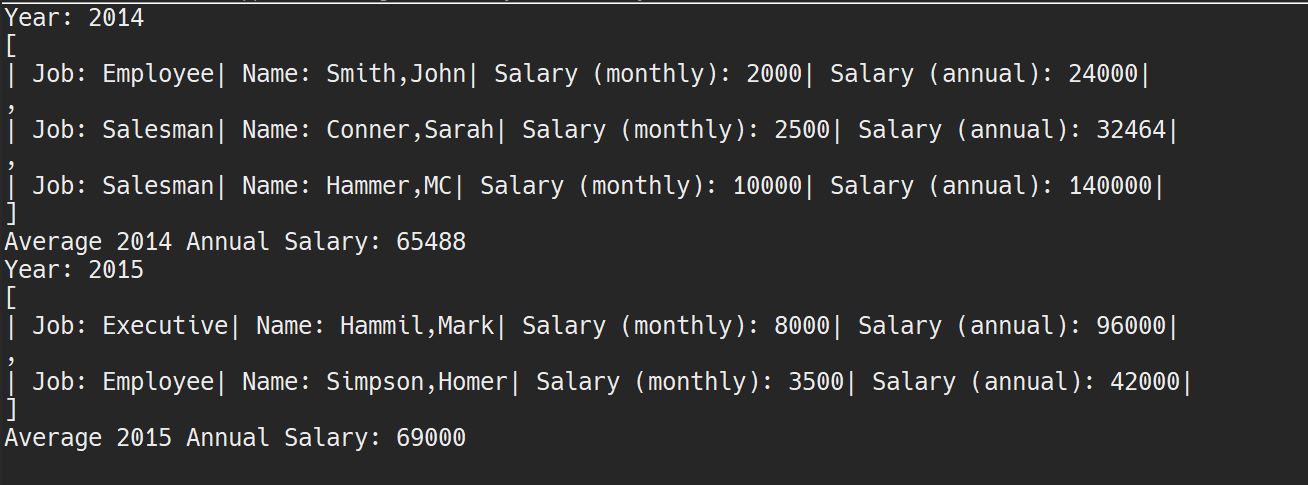 Year: 2014
[
| Job: Employee| Name: Smith,John| Salary (monthly): 2000| Salary (annual): 24000|
,
| Job: Salesman| Name: Conner,Sarah| Salary (monthly): 2500| Salary (annual): 32464|
,
| Job: Salesman| Name: Hammer,MC| Salary (monthly): 10000| Salary (annual): 140000|
]
Average 2014 Annual Salary: 65488
Year: 2015
[
| Job: Executive| Name: Hammil,Mark| Salary (monthly): 8000| Salary (annual): 96000|
,
| Job: Employee| Name: Simpson,Homer| Salary (monthly): 3500| Salary (annual): 42000|
]
Average 2015 Annual Salary: 69000